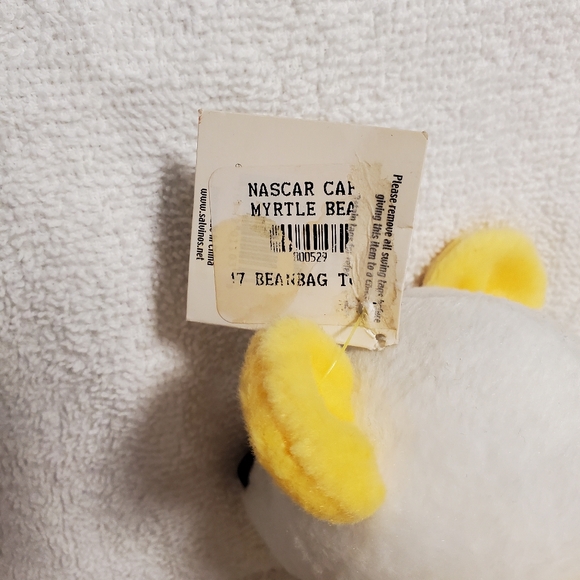 NASCAR CAF
MYRTLE BEA
000529
17 BEANBAG T
Please remove all swing tags before
giving this item to a
www.salvinos.net